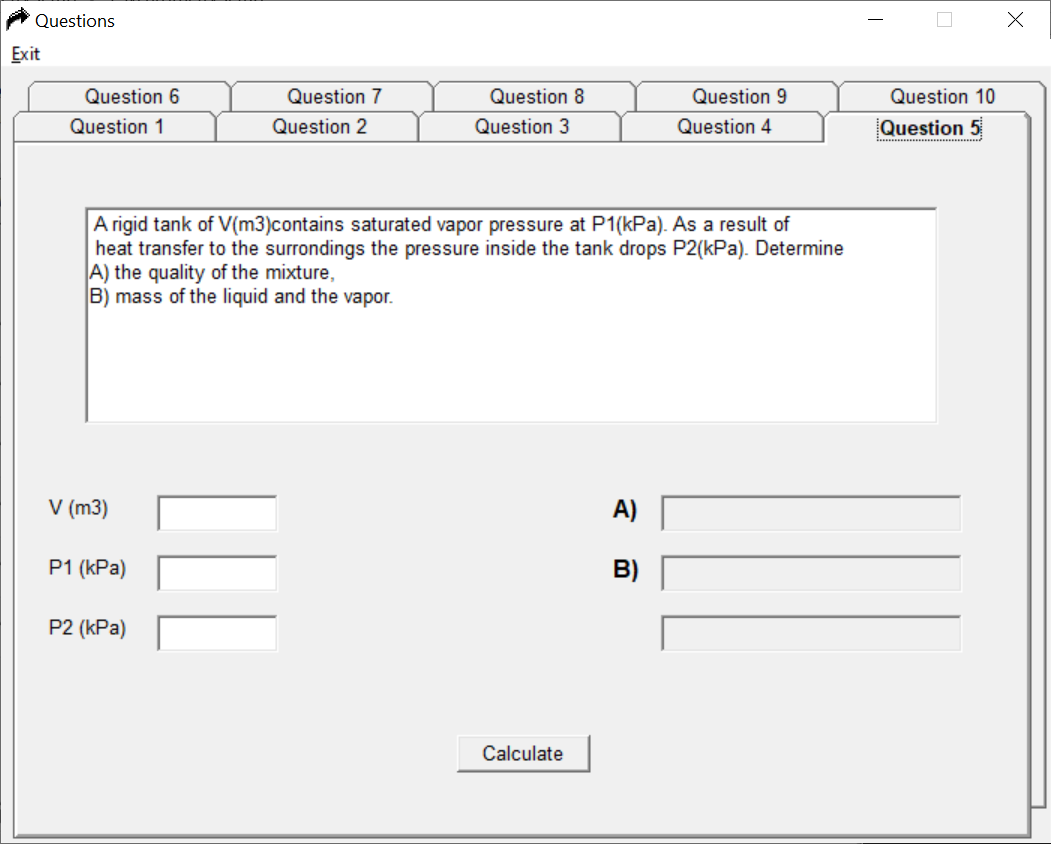 Questions
Exit
Question 6 Question 7 Question 8 Question 9 Question 10
Question 1 Question 2 Question 3 Question 4 Question 5
A rigid tank of V(m3)contains saturated vapor pressure at P1(kPa). As a result of
heat transfer to the surrondings the pressure inside the tank drops P2(kPa). Determine
A) the quality of the mixture,
B) mass of the liquid and the vapor.
V (m3) A)
P1 (kPa) B)
P2 (kPa)
Calculate